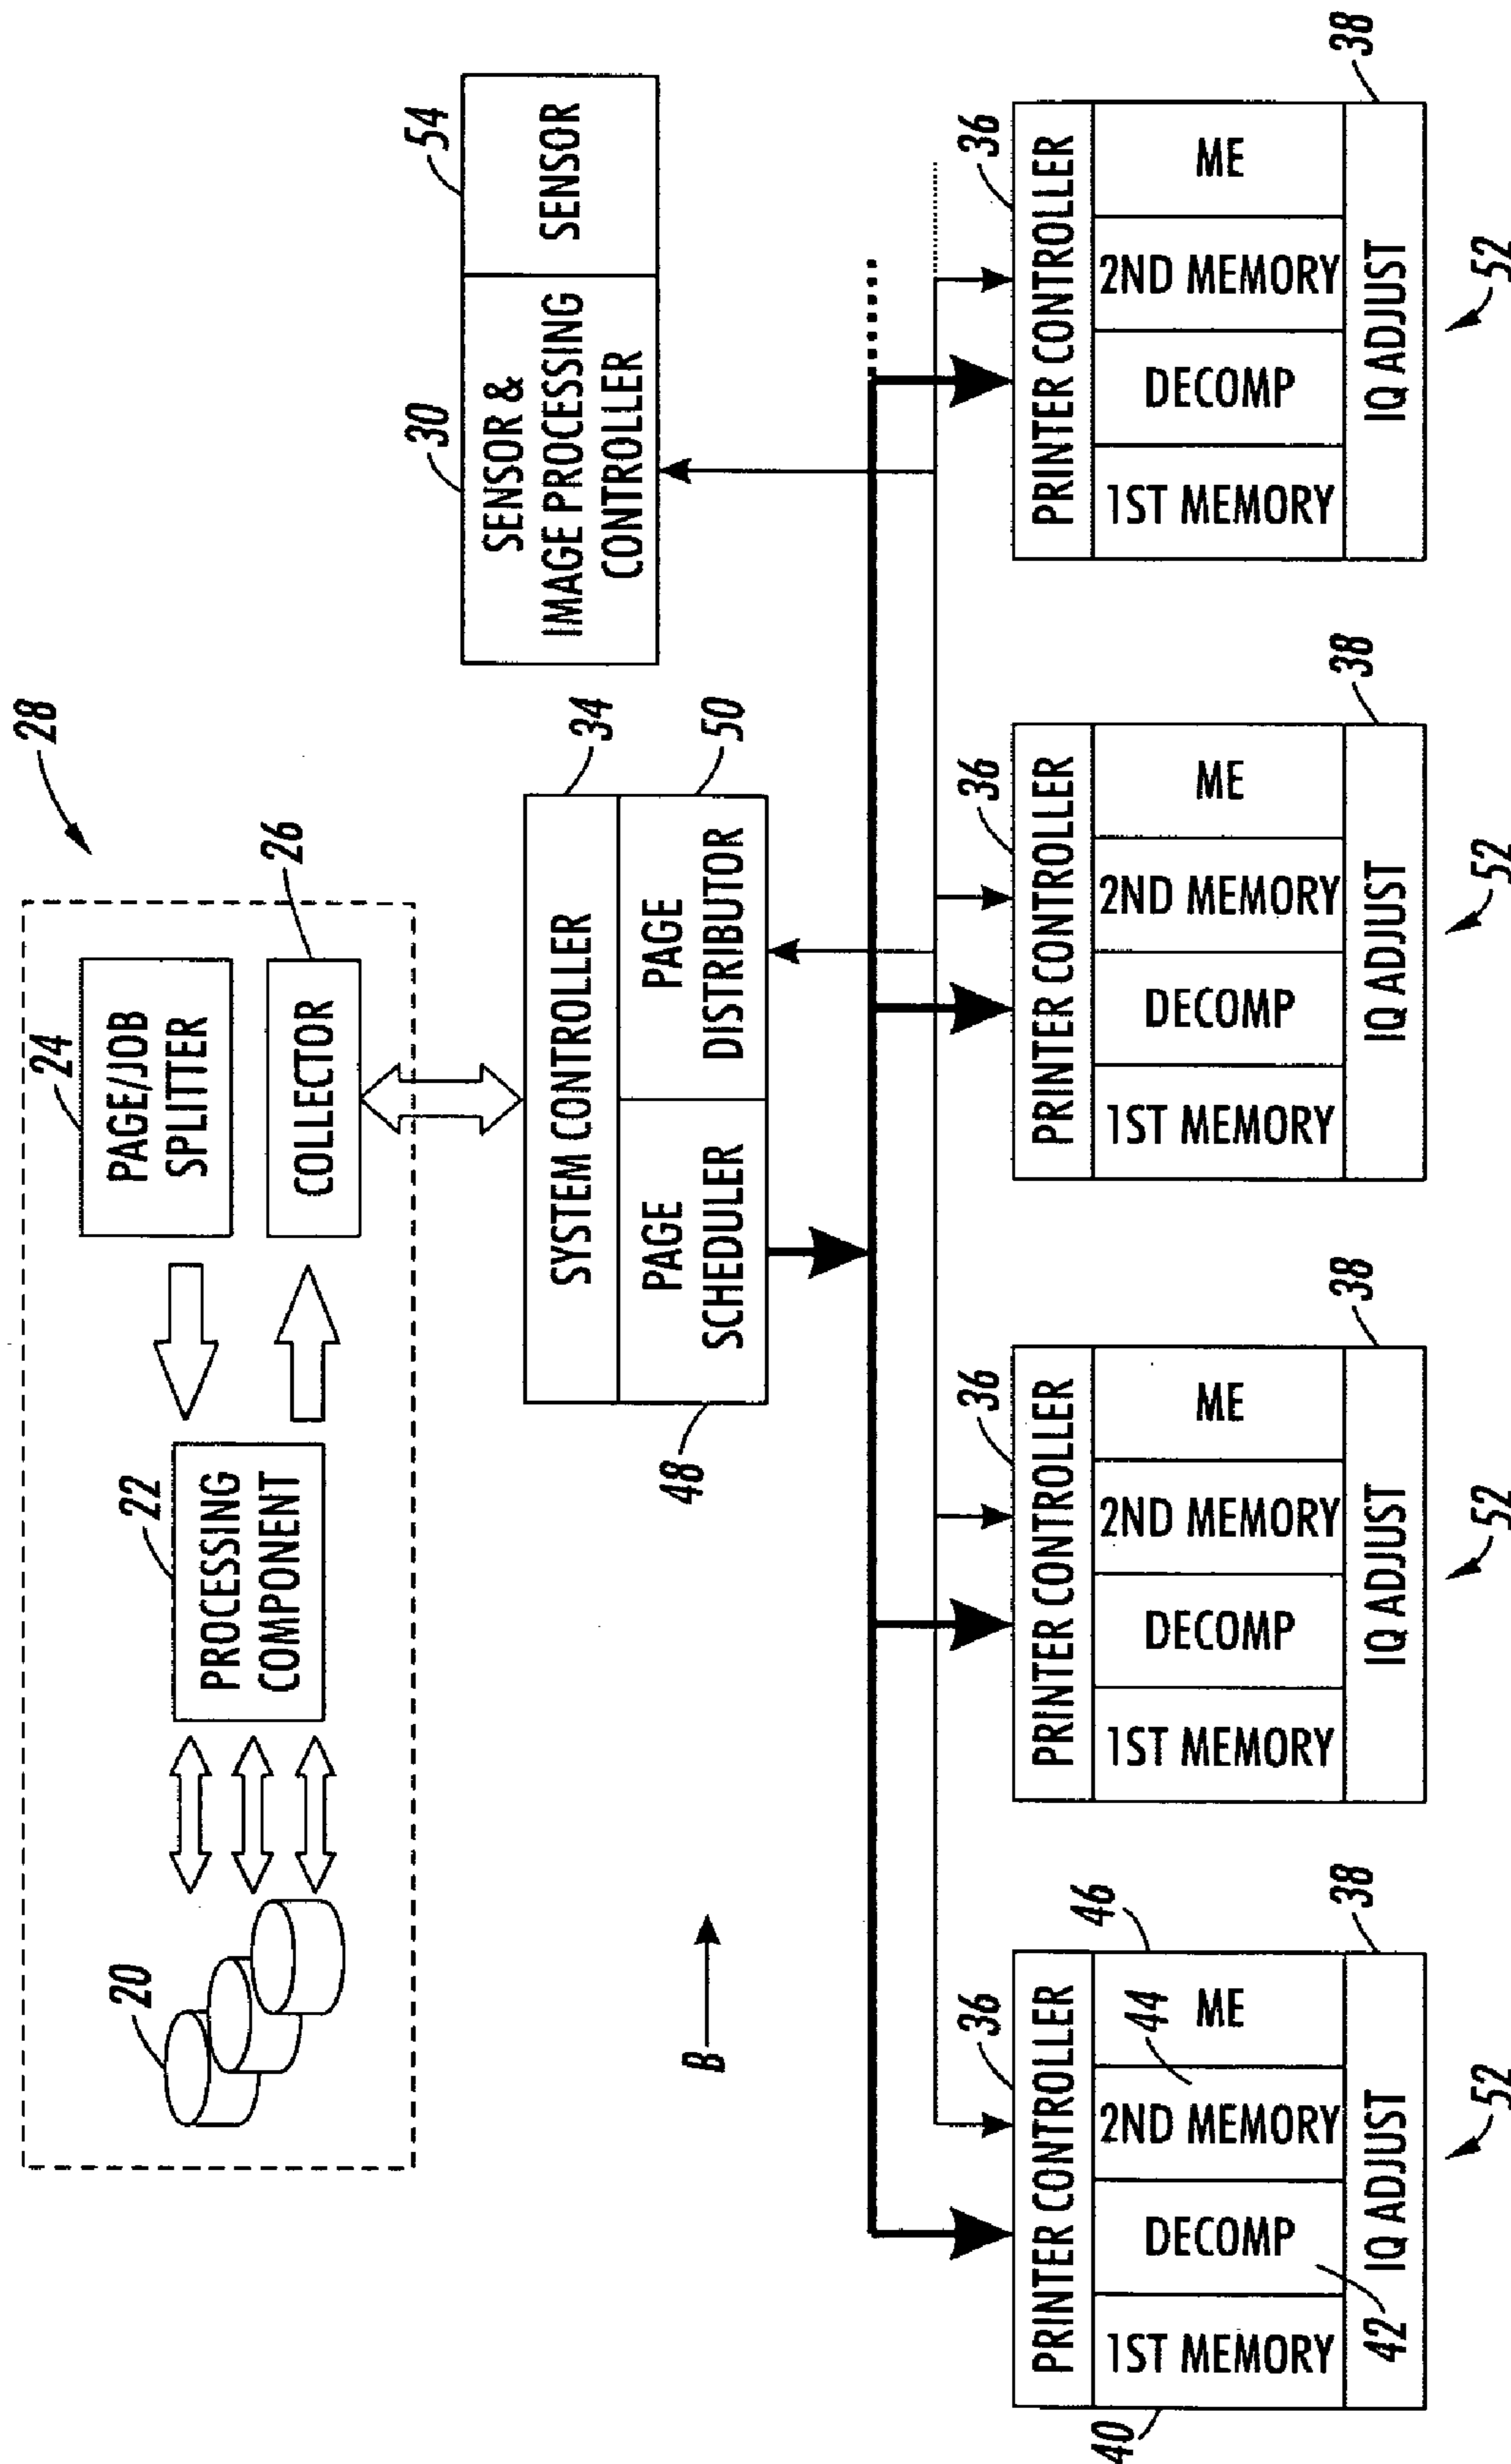 28
24
PAGE/JOB
SPLITTER
26
COLLECTOR
22
PROCESSING
COMPONENT
20
34
SYSTEM CONTROLLER
48
PAGE
SCHEDULER
50
PAGE
DISTRIBUTOR
30
SENSOR &
IMAGE PROCESSING
CONTROLLER
54
SENSOR
B
36
PRINTER CONTROLLER
40
1ST MEMORY
42
DECOMP
44
2ND MEMORY
46
ME
38
IQ ADJUST
52
36
PRINTER CONTROLLER
1ST MEMORY
DECOMP
2ND MEMORY
ME
38
IQ ADJUST
52
36
PRINTER CONTROLLER
1ST MEMORY
DECOMP
2ND MEMORY
ME
38
IQ ADJUST
52
36
PRINTER CONTROLLER
1ST MEMORY
DECOMP
2ND MEMORY
ME
38
IQ ADJUST
52